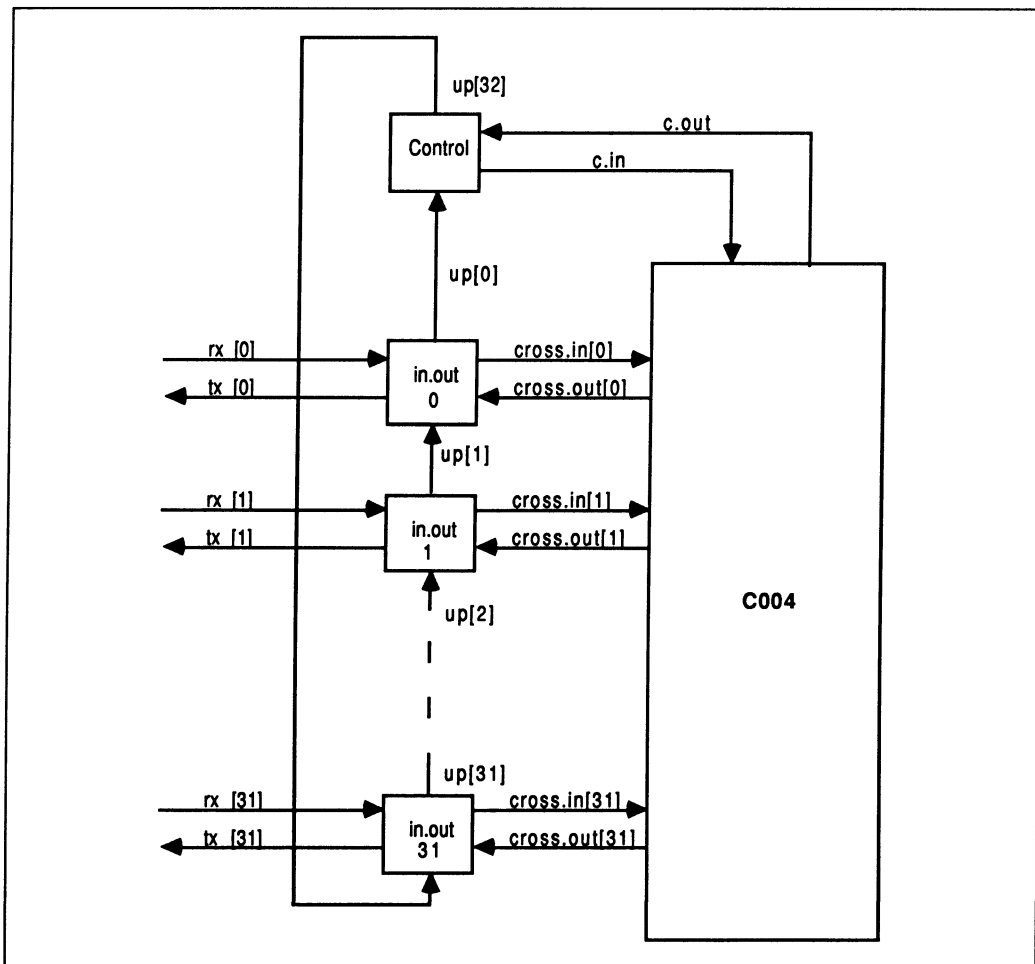 up[32]
Control
c.out
c.in
up[0]
rx [0]
cross.in[0]
in.out
0
tx [0]
cross.out[0]
up[1]
rx [1]
cross.in[1]
in.out
1
tx [1]
cross.out[1]
C004
up[2]
up[31]
rx [31]
cross.in[31]
in.out
31
tx [31]
cross.out[31]